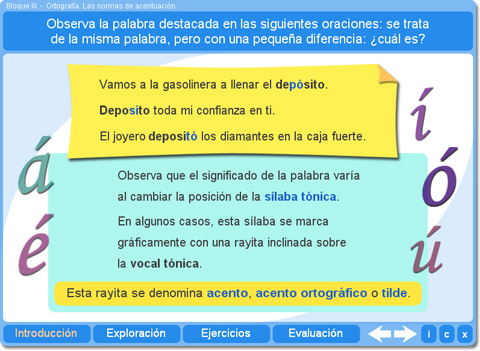 Bloque III - Ortografía. Las normas de acentuación.
Observa la palabra destacada en las siguientes oraciones: se trata
de la misma palabra, pero con una pequeña diferencia: ¿cuál es?
Vamos a la gasolinera a llenar el depósito.
Deposito toda mi confianza en ti.
El joyero depositó los diamantes en la caja fuerte.
á
é
í
ó
ú
Observa que el significado de la palabra varía
al cambiar la posición de la sílaba tónica.
En algunos casos, esta sílaba se marca
gráficamente con una rayita inclinada sobre
la vocal tónica.
Esta rayita se denomina acento, acento ortográfico o tilde.
Introducción Exploración Ejercicios Evaluación i c x